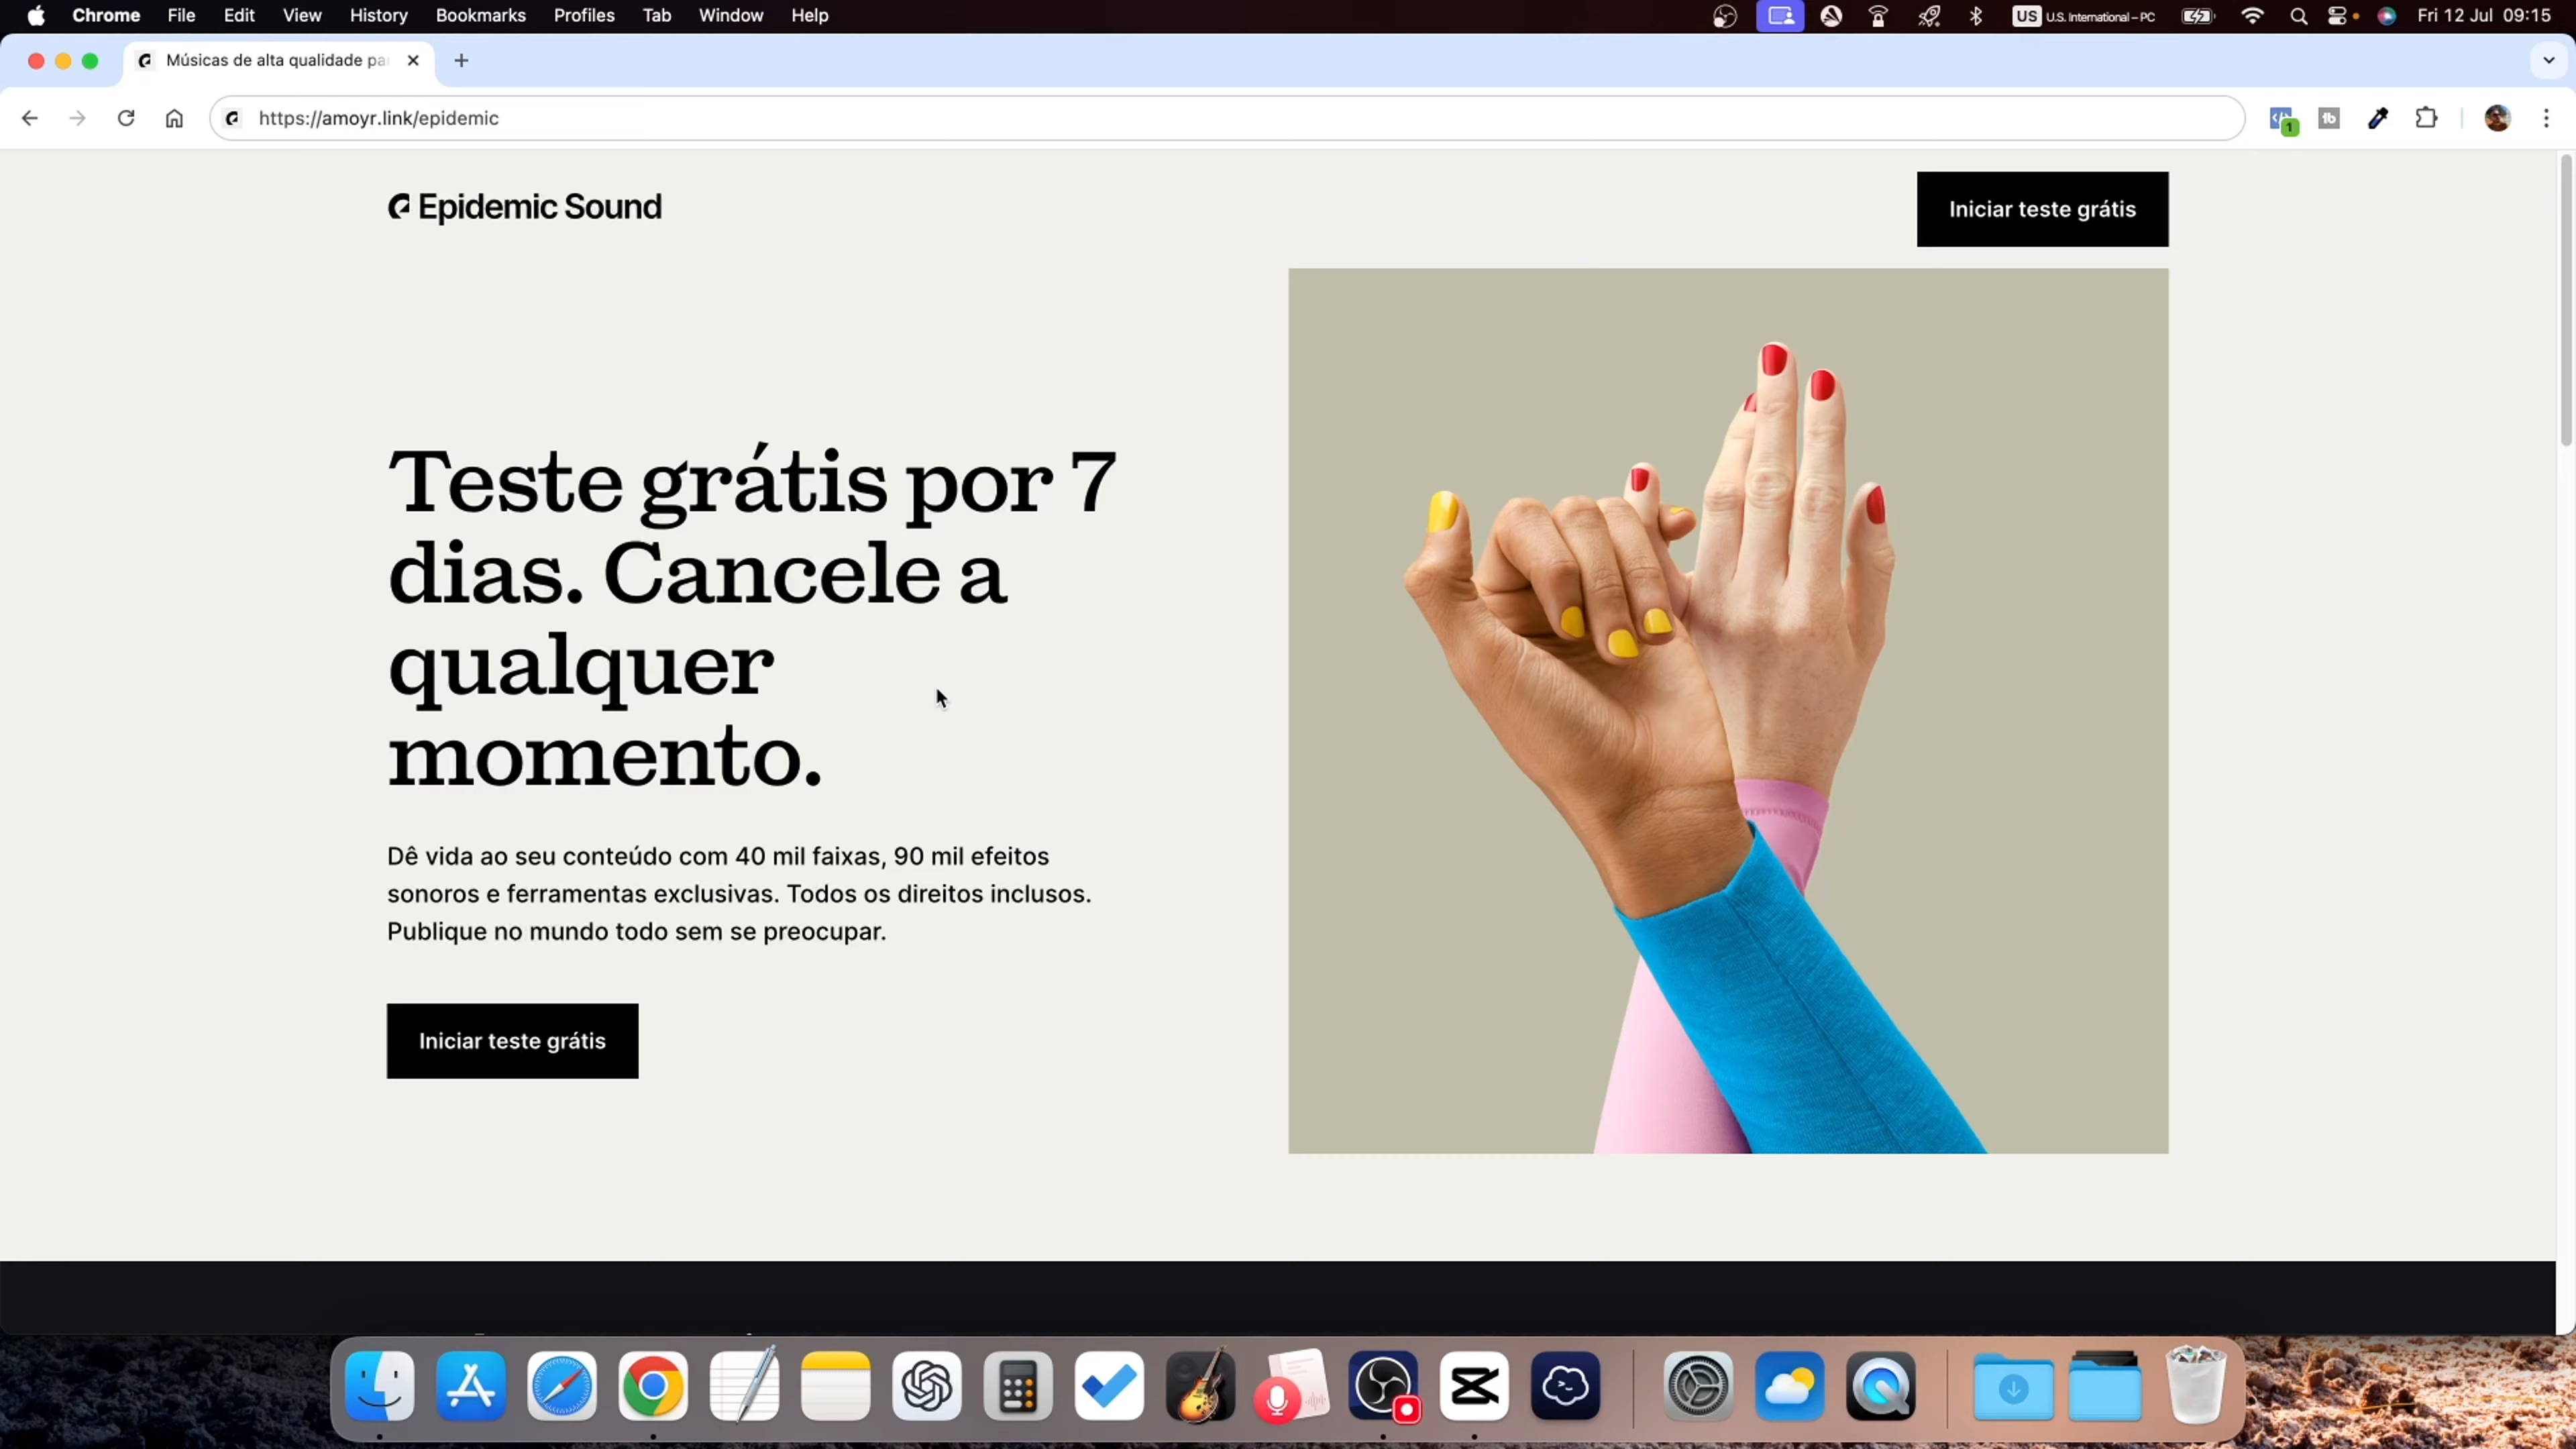 Chrome File Edit View History Bookmarks Profiles Tab Window Help
US U.S. International – PC Fri 12 Jul 09:15
Músicas de alta qualidade pa
https://amoyr.link/epidemic
1
Epidemic Sound
Iniciar teste grátis
Teste grátis por 7
dias. Cancele a
qualquer
momento.
Dê vida ao seu conteúdo com 40 mil faixas, 90 mil efeitos
sonoros e ferramentas exclusivas. Todos os direitos inclusos.
Publique no mundo todo sem se preocupar.
Iniciar teste grátis